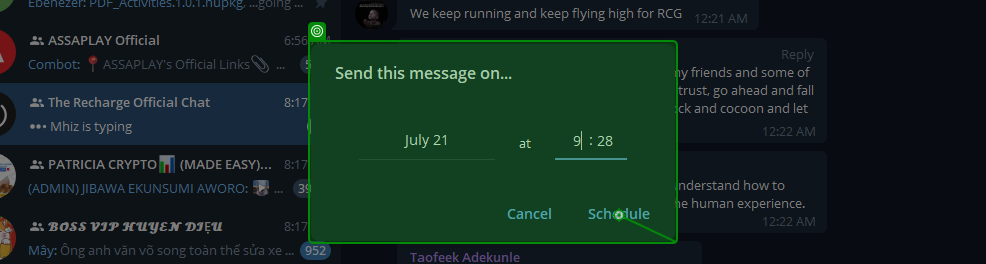 Ebenezer: PDF_Activities.1.0.1.nupkg. ...going ...
ASSAPLAY Official
6:56 AM
Combot: 📍 ASSAPLAY's Official Links📎 ...
The Recharge Official Chat
8:17
Mhiz is typing
PATRICIA CRYPTO📊 (MADE EASY)...
8:17
(ADMIN) JIBAWA EKUNSUMI AWORO: ...
39
BOSS VIP HUYEN DIỆU
8:17
Mây: Ông anh văn võ song toàn thế sửa xe ...
952
Send this message on...
July 21 at 9 : 28
Cancel Schedule
We keep running and keep flying high for RCG
12:21 AM
Reply
my friends and some of
trust, go ahead and fall
ck and cocoon and let
12:22 AM
understand how to
he human experience.
12:22 AM
Taofeek Adekunle